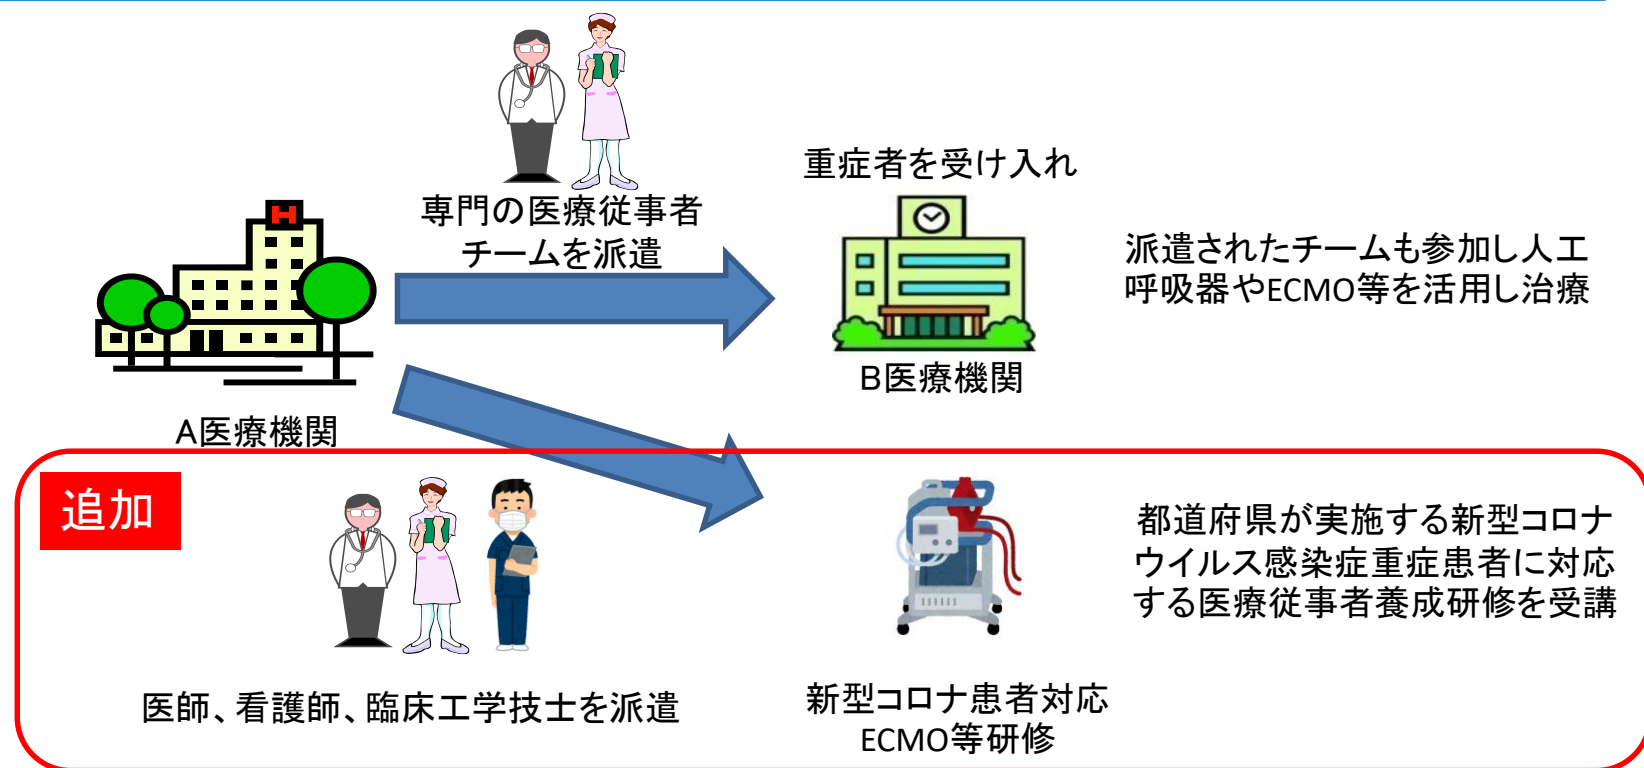 専門の医療従事者
チームを派遣
H
A医療機関
重症者を受け入れ
B医療機関
派遣されたチームも参加し人工
呼吸器やECMO等を活用し治療
追加
医師、看護師、臨床工学技士を派遣
新型コロナ患者対応
ECMO等研修
都道府県が実施する新型コロナ
ウイルス感染症重症患者に対応
する医療従事者養成研修を受講